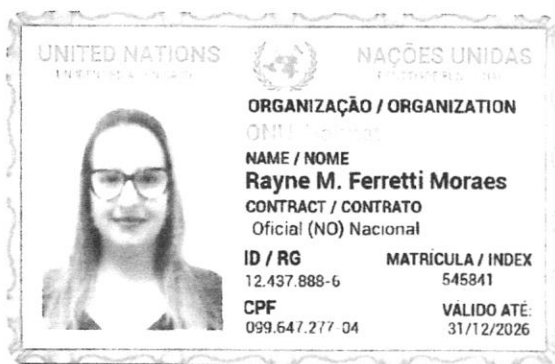 UNITED NATIONS
NAÇÕES UNIDAS
ORGANIZAÇÃO / ORGANIZATION
ONU
NAME / NOME
Rayne M. Ferretti Moraes
CONTRACT / CONTRATO
Oficial (NO) Nacional
ID / RG
MATRÍCULA / INDEX
12.437.888-6
545841
CPF
VÁLIDO ATÉ:
099.647.277-04
31/12/2026